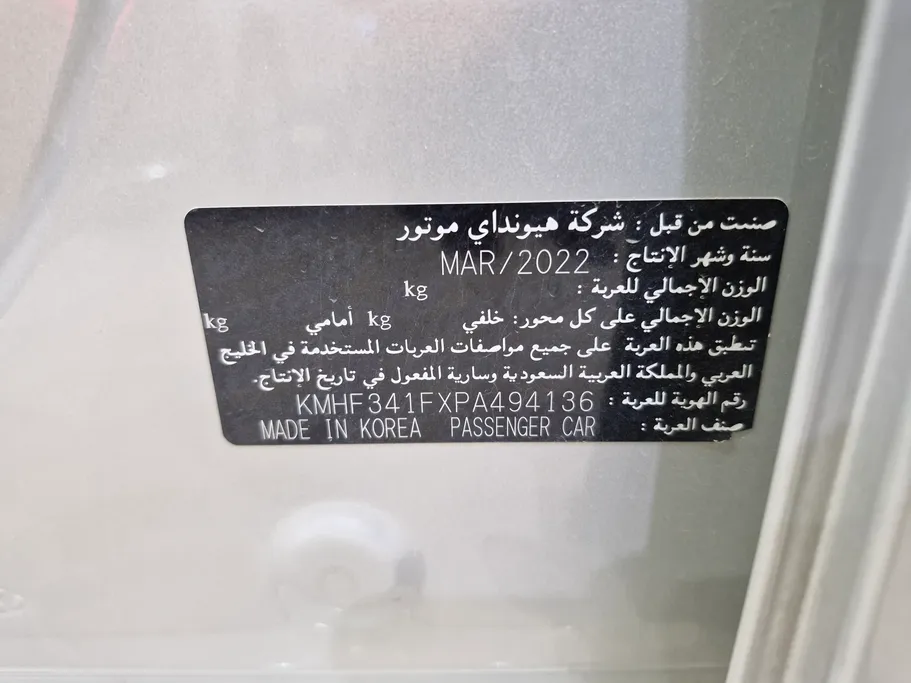 صنعت من قبل : شركة هيونداي موتور
سنة وشهر الإنتاج : MAR/2022
الوزن الإجمالي للعربة : kg
الوزن الإجمالي على كل محور: خلفي kg أمامي kg
تنطبق هذه العربة على جميع مواصفات العربات المستخدمة في الخليج
العربي والمملكة العربية السعودية وسارية المفعول في تاريخ الإنتاج.
رقم الهوية للعربة : KMHF341FXPA494136
صنف العربة : MADE IN KOREA PASSENGER CAR